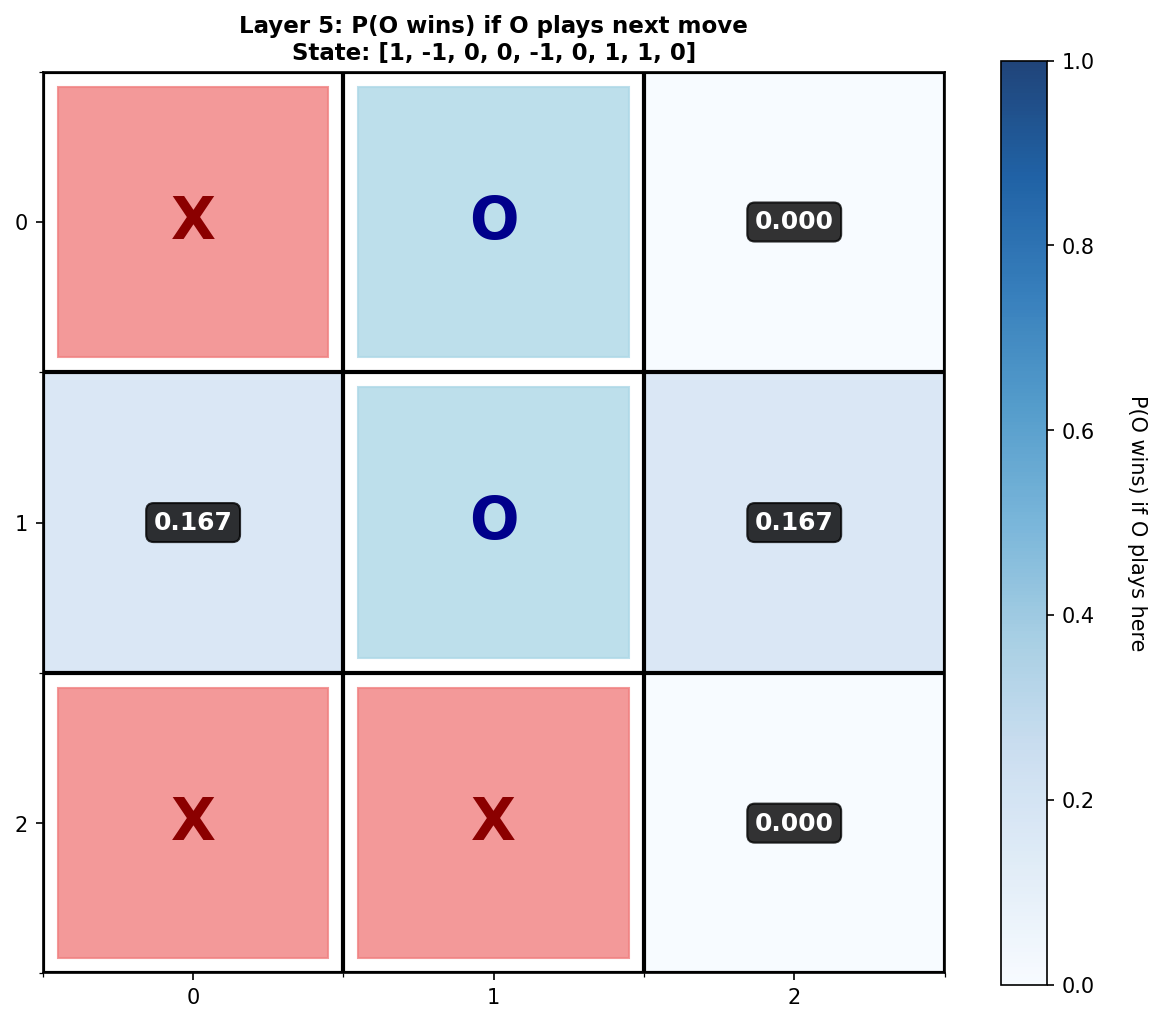 Layer 5: P(O wins) if O plays next move
State: [1, -1, 0, 0, -1, 0, 1, 1, 0]
0
X
O
0.000
1
0.167
O
0.167
2
X
X
0.000
0
1
2
1.0
0.8
0.6
0.4
0.2
0.0
P(O wins) if O plays here